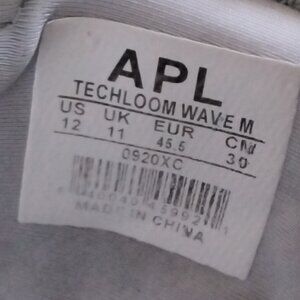 APL
TECHLOOM WAVE M
US UK EUR CM
12 11 45.5 30
0920XC
MADE IN CHINA